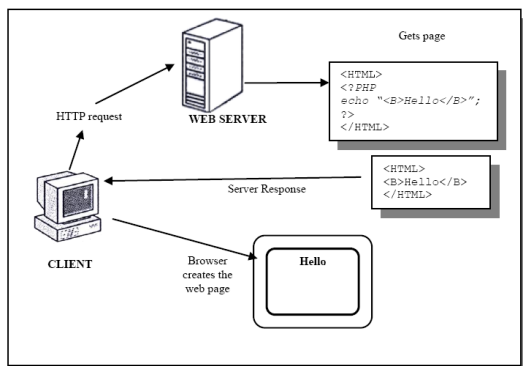 Gets page
<HTML>
<?PHP
echo "<B>Hello</B>";
?>
</HTML>
HTTP request
WEB SERVER
<HTML>
<B>Hello</B>
</HTML>
Server Response
CLIENT
Browser
creates the
web page
Hello